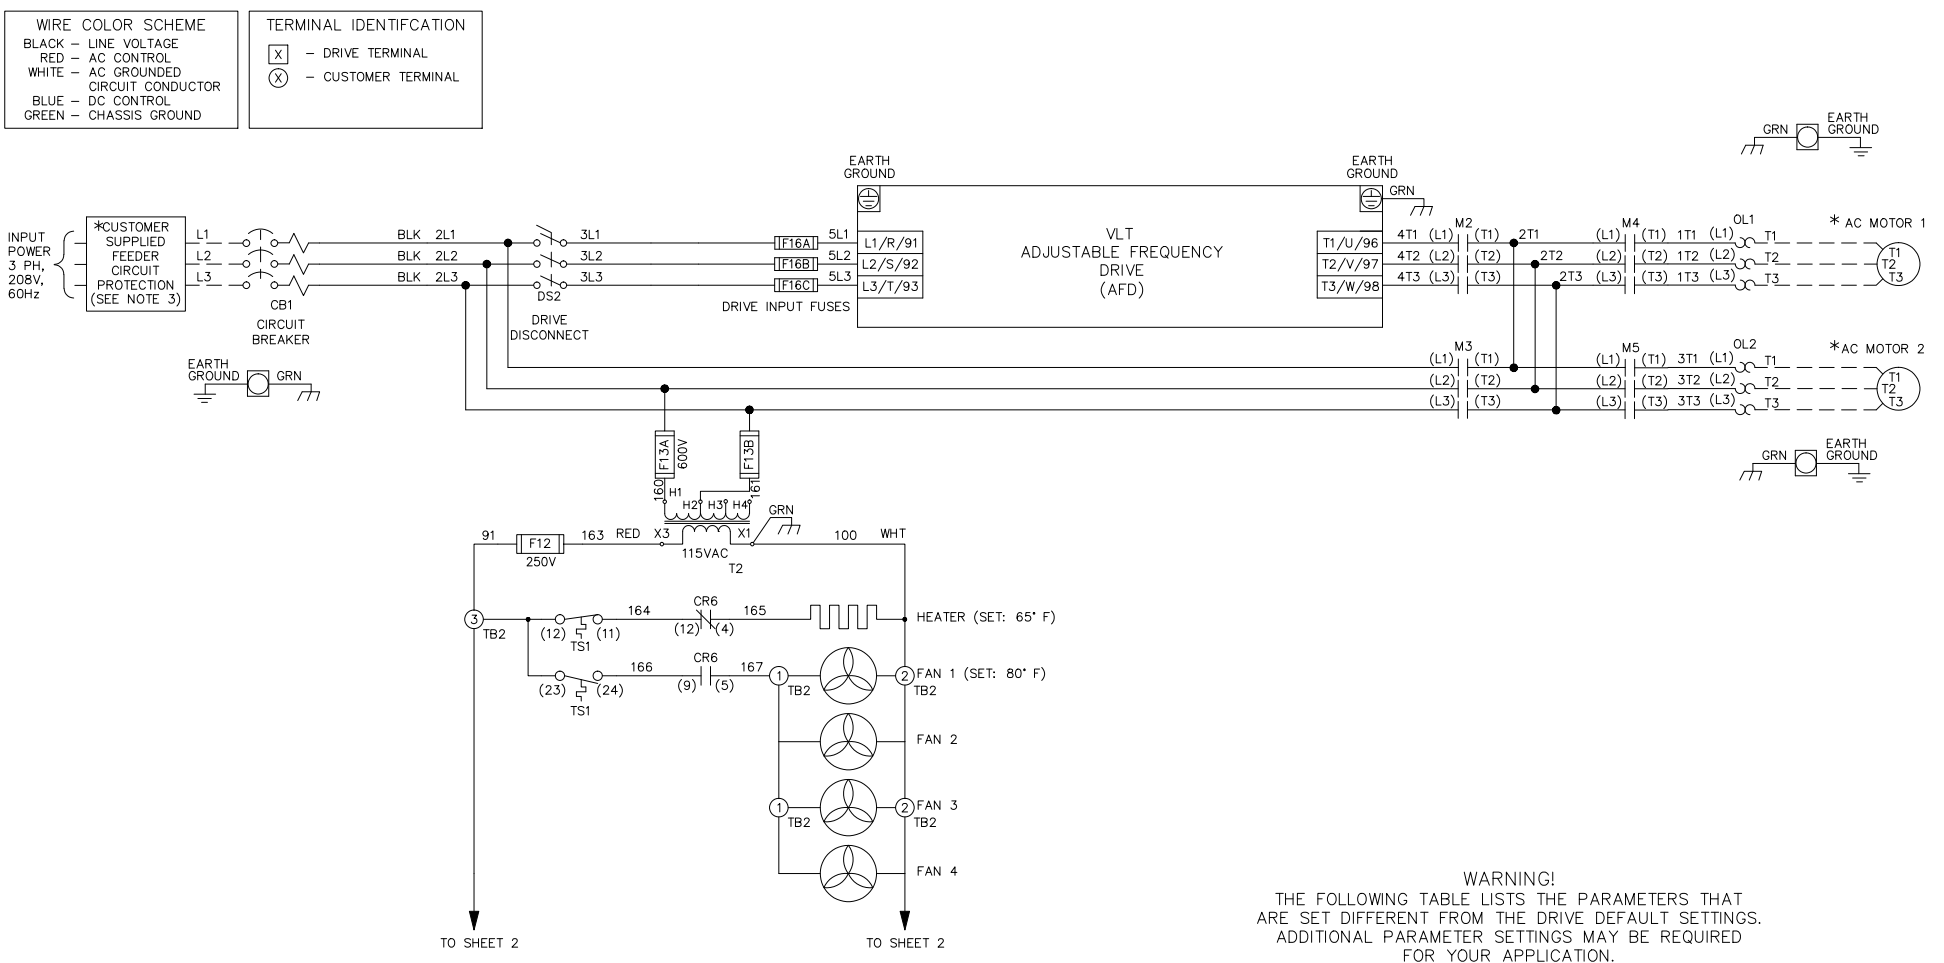 WIRE COLOR SCHEME
BLACK – LINE VOLTAGE
RED – AC CONTROL
WHITE – AC GROUNDED
CIRCUIT CONDUCTOR
BLUE – DC CONTROL
GREEN – CHASSIS GROUND
TERMINAL IDENTIFCATION
X – DRIVE TERMINAL
X – CUSTOMER TERMINAL
GRN
EARTH
GROUND
INPUT
POWER
3 PH,
208V,
60Hz
*CUSTOMER
SUPPLIED
FEEDER
CIRCUIT
PROTECTION
(SEE NOTE 3)
L1
L2
L3
CB1
CIRCUIT
BREAKER
BLK 2L1
BLK 2L2
BLK 2L3
3L1
3L2
3L3
DS2
DRIVE
DISCONNECT
F16A
F16B
F16C
DRIVE INPUT FUSES
5L1
5L2
5L3
EARTH
GROUND
L1/R/91
L2/S/92
L3/T/93
VLT
ADJUSTABLE FREQUENCY
DRIVE
(AFD)
EARTH
GROUND
GRN
T1/U/96
T2/V/97
T3/W/98
4T1 (L1) M2 (T1) 2T1 (L1) M4 (T1) 1T1 (L1) OL1 T1
4T2 (L2) (T2) 2T2 (L2) (T2) 1T2 (L2) T2
4T3 (L3) (T3) 2T3 (L3) (T3) 1T3 (L3) T3
* AC MOTOR 1
T1
T2
T3
EARTH
GROUND
GRN
(L1) M3 (T1) (L1) M5 (T1) 3T1 (L1) OL2 T1
(L2) (T2) (L2) (T2) 3T2 (L2) T2
(L3) (T3) (L3) (T3) 3T3 (L3) T3
*AC MOTOR 2
T1
T2
T3
GRN
EARTH
GROUND
F13A
600V
F13B
160
161
H1
H2
H3
H4
GRN
91
F12
250V
163
RED
X3
X1
115VAC
T2
100
WHT
3
TB2
(12)
(11)
TS1
164
CR6
(12)
(4)
165
HEATER (SET: 65° F)
(23)
(24)
TS1
166
CR6
(9)
(5)
167
1
TB2
2
TB2
FAN 1 (SET: 80° F)
FAN 2
1
TB2
2
TB2
FAN 3
FAN 4
TO SHEET 2
TO SHEET 2
WARNING!
THE FOLLOWING TABLE LISTS THE PARAMETERS THAT
ARE SET DIFFERENT FROM THE DRIVE DEFAULT SETTINGS.
ADDITIONAL PARAMETER SETTINGS MAY BE REQUIRED
FOR YOUR APPLICATION.